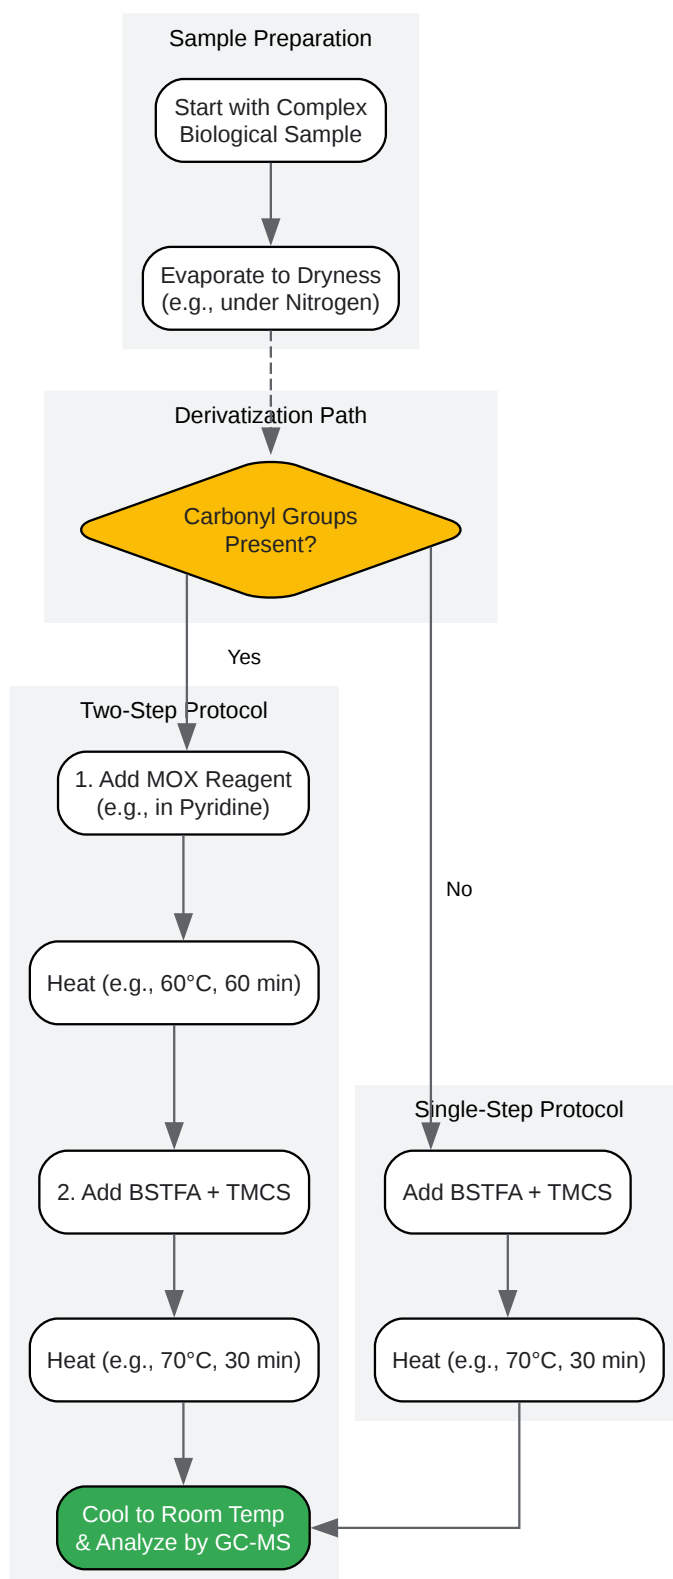 Sample Preparation
Start with Complex
Biological Sample
Evaporate to Dryness
(e.g., under Nitrogen)
Derivatization Path
Carbonyl Groups
Present?
Yes
Two-Step Protocol
1. Add MOX Reagent
(e.g., in Pyridine)
No
Heat (e.g., 60°C, 60 min)
Single-Step Protocol
2. Add BSTFA + TMCS
Add BSTFA + TMCS
Heat (e.g., 70°C, 30 min)
Heat (e.g., 70°C, 30 min)
Cool to Room Temp
& Analyze by GC-MS